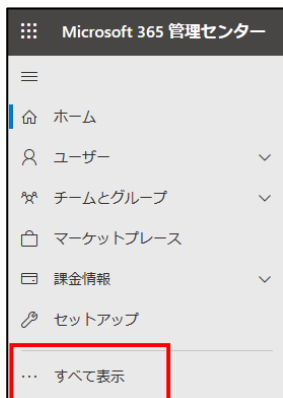 Microsoft 365 管理センター
ホーム
ユーザー
チームとグループ
マーケットプレース
課金情報
セットアップ
… すべて表示